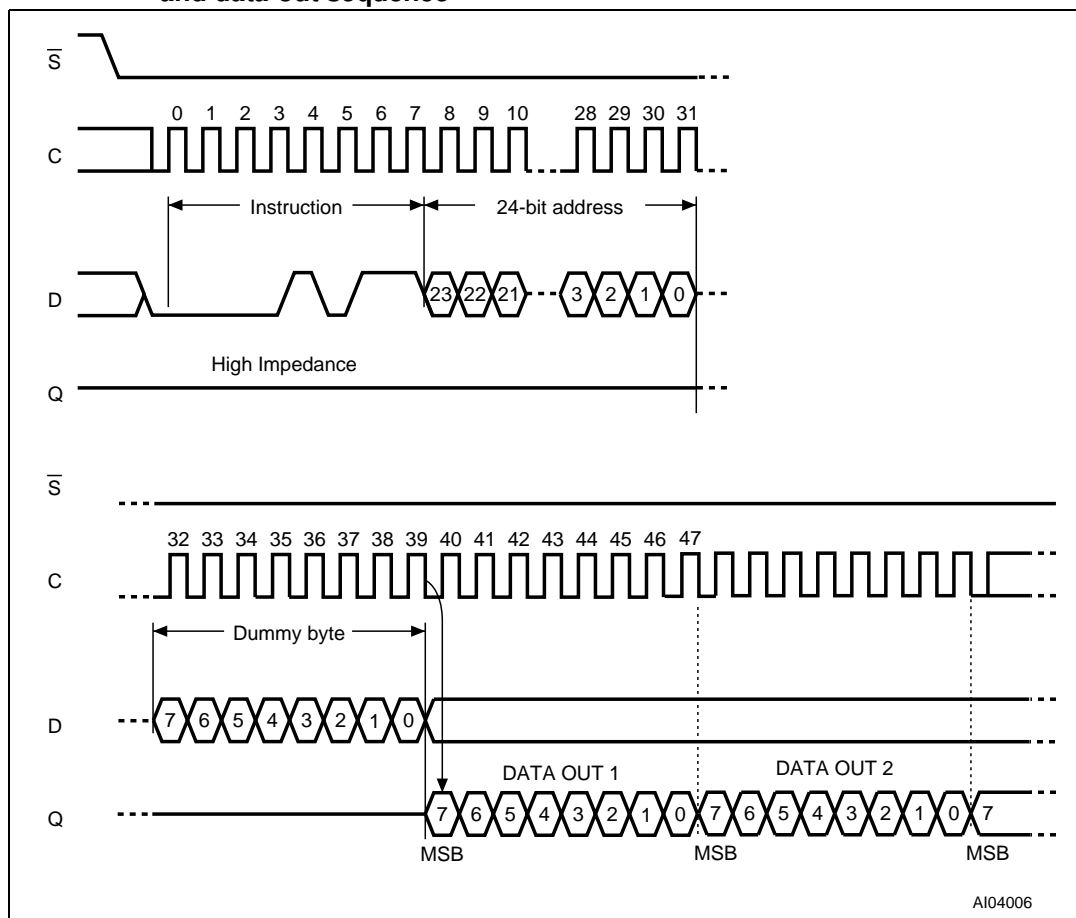 and data-out sequence
S
0 1 2 3 4 5 6 7 8 9 10 28 29 30 31
C
Instruction 24-bit address
D 23 22 21 3 2 1 0
High Impedance
Q
S
32 33 34 35 36 37 38 39 40 41 42 43 44 45 46 47
C
Dummy byte
D 7 6 5 4 3 2 1 0
DATA OUT 1 DATA OUT 2
Q 7 6 5 4 3 2 1 0 7 6 5 4 3 2 1 0 7
MSB MSB MSB
AI04006